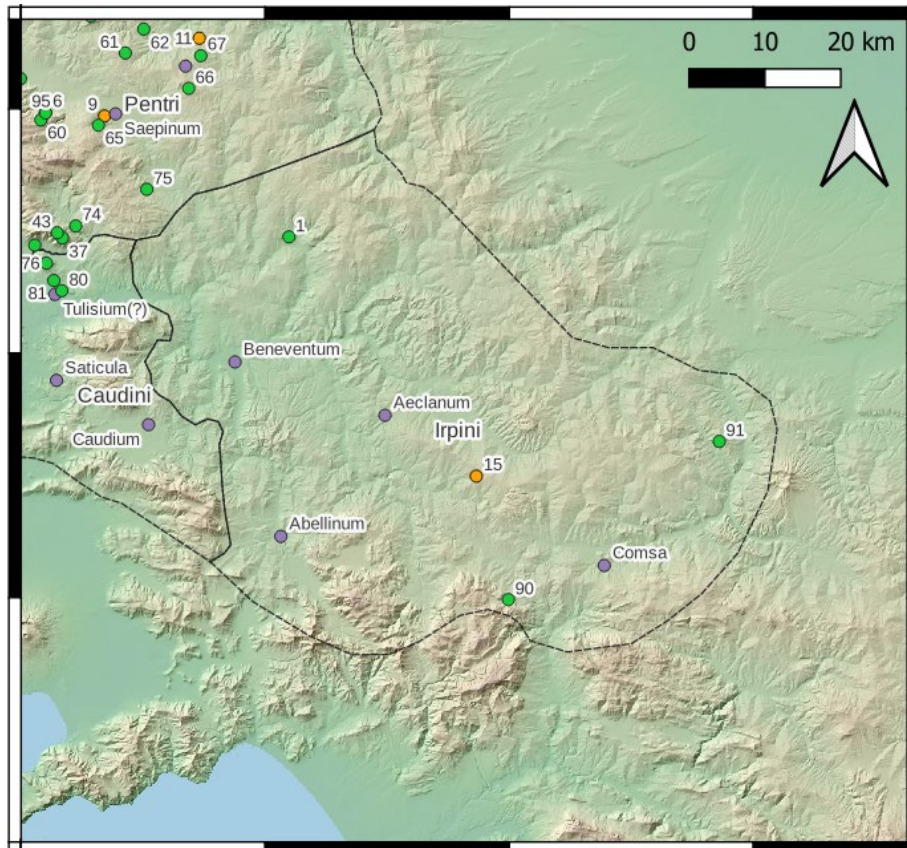 61
62
11
67
0 10 20 km
66
95 6
9
Pentri
60
65
Saepinum
75
43
74
1
37
76
80
81
Tulisium(?)
Beneventum
Saticula
Caudini
Aeclanum
Caudium
Irpini
91
15
Abellinum
Comsa
90